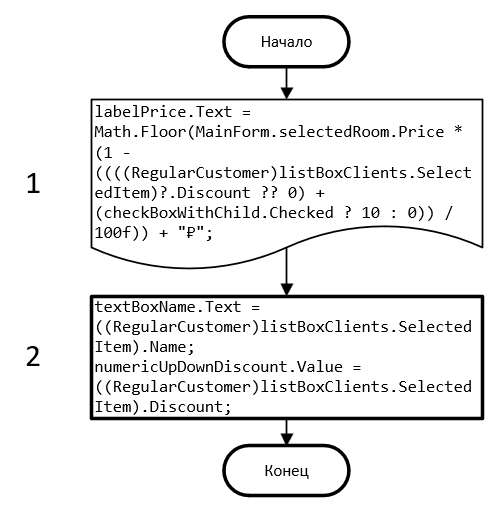 Начало
1
labelPrice.Text =
Math.Floor(MainForm.selectedRoom.Price *
(1 -
((((RegularCustomer)listBoxClients.Select
edItem)?.Discount ?? 0) +
(checkBoxWithChild.Checked ? 10 : 0)) /
100f)) + "₽";
2
textBoxName.Text =
((RegularCustomer)listBoxClients.Selected
Item).Name;
numericUpDownDiscount.Value =
((RegularCustomer)listBoxClients.Selected
Item).Discount;
Конец